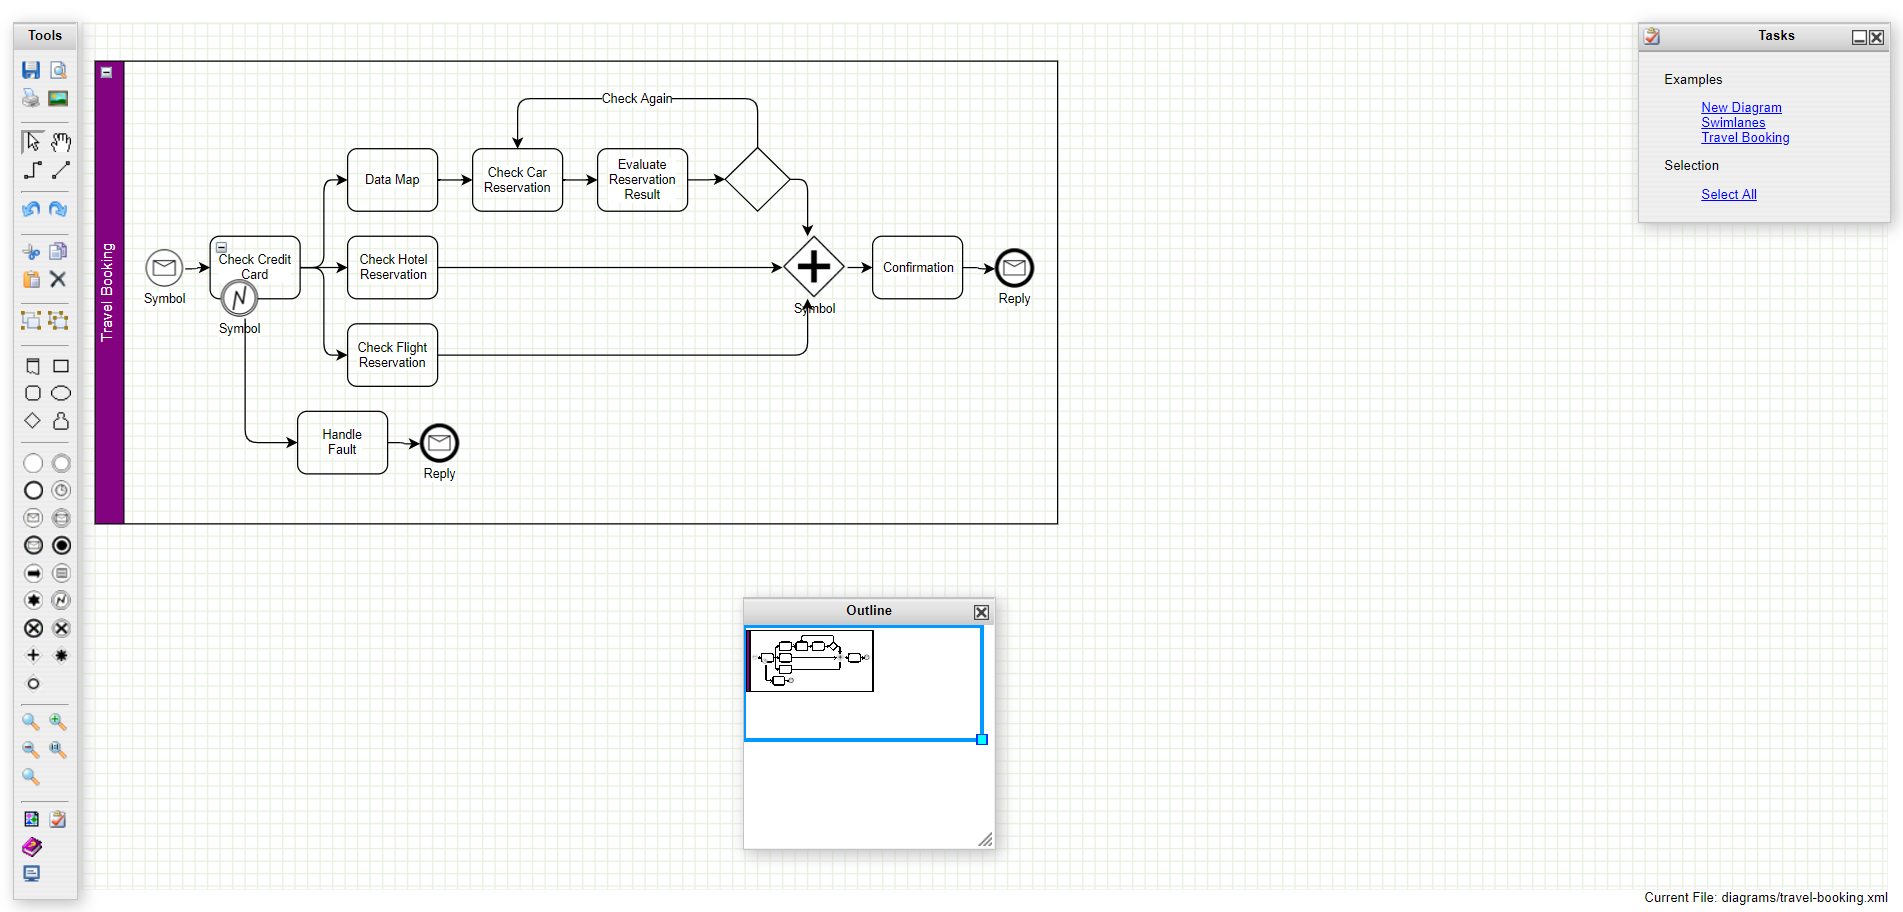 Tools
Tasks
Examples
New Diagram
Swimlanes
Travel Booking
Selection
Select All
Travel Booking
Check Again
Data Map
Check Car
Reservation
Evaluate
Reservation
Result
Symbol
Check Credit
Card
Symbol
Check Hotel
Reservation
Symbol
Confirmation
Reply
Check Flight
Reservation
Handle
Fault
Reply
Outline
Current File: diagrams/travel-booking.xml